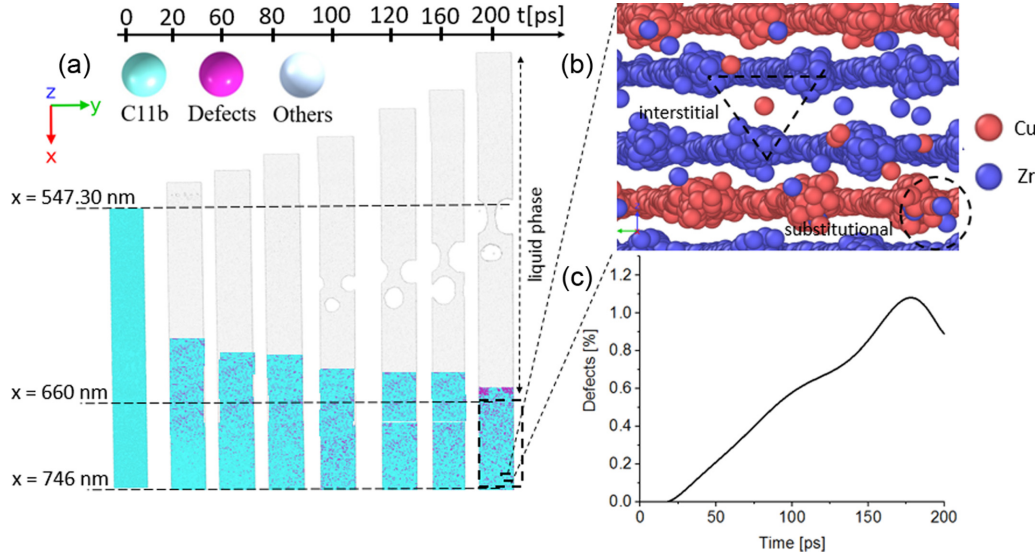 0 20 60 80 100 120 160 200 t[ps]
(a)
z
y
x
C11b Defects Others
x = 547.30 nm
x = 660 nm
x = 746 nm
liquid phase
(b)
interstitial
substitutional
Cu
Zn
(c)
Defects [%]
1.2
1.0
0.8
0.6
0.4
0.2
0.0
0 50 100 150 200
Time [ps]